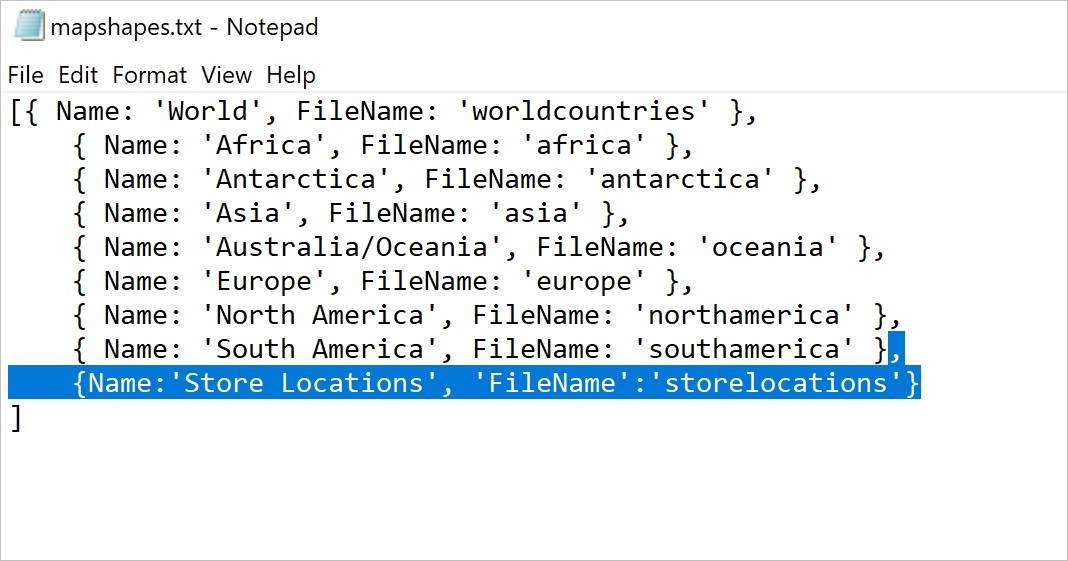 mapshapes.txt - Notepad
File Edit Format View Help
[{ Name: 'World', FileName: 'worldcountries' },
{ Name: 'Africa', FileName: 'africa' },
{ Name: 'Antarctica', FileName: 'antarctica' },
{ Name: 'Asia', FileName: 'asia' },
{ Name: 'Australia/Oceania', FileName: 'oceania' },
{ Name: 'Europe', FileName: 'europe' },
{ Name: 'North America', FileName: 'northamerica' },
{ Name: 'South America', FileName: 'southamerica' },
{Name:'Store Locations', 'FileName':'storelocations'}
]